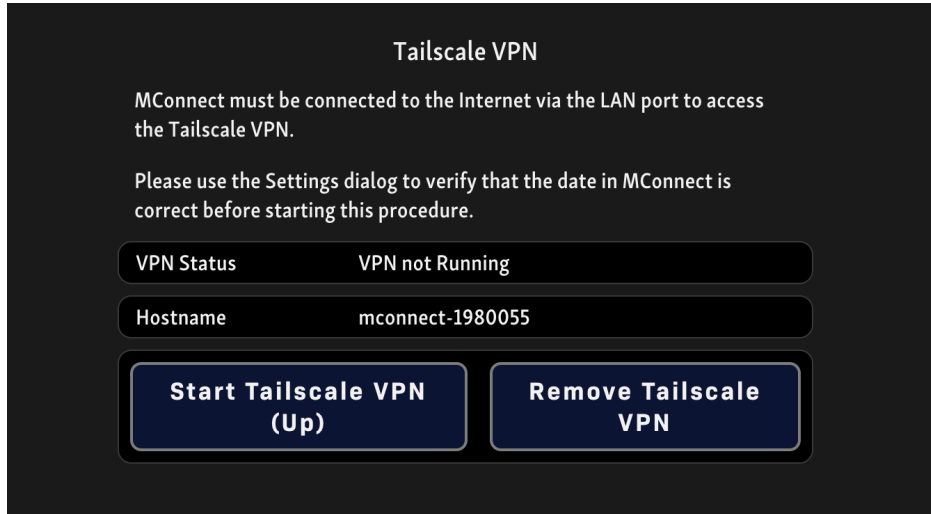 Tailscale VPN
MConnect must be connected to the Internet via the LAN port to access
the Tailscale VPN.
Please use the Settings dialog to verify that the date in MConnect is
correct before starting this procedure.
VPN Status VPN not Running
Hostname mconnect-1980055
Start Tailscale VPN
(Up)
Remove Tailscale
VPN